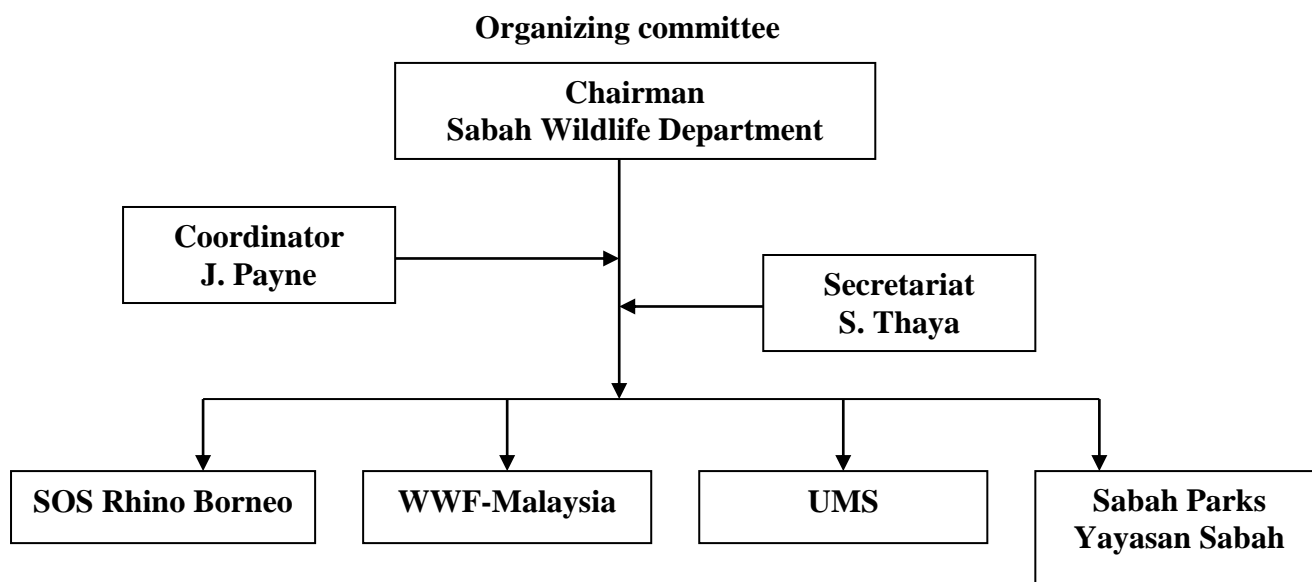 Organizing committee
Chairman
Sabah Wildlife Department
Coordinator
J. Payne
Secretariat
S. Thaya
SOS Rhino Borneo
WWF-Malaysia
UMS
Sabah Parks
Yayasan Sabah